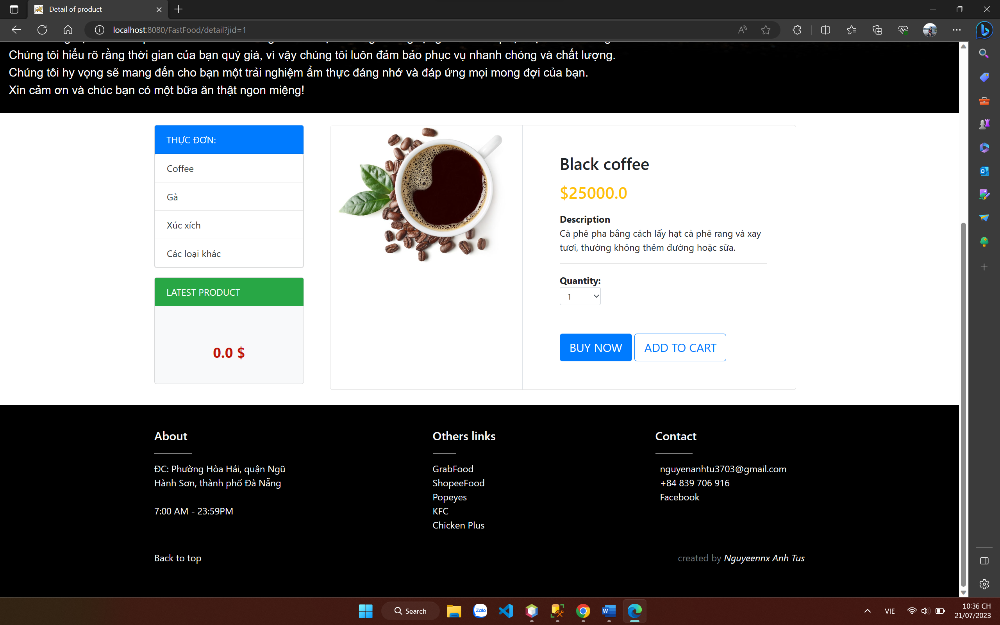 Detail of product
localhost:8080/FastFood/detail?jid=1
Chúng tôi hiểu rõ rằng thời gian của bạn quý giá, vì vậy chúng tôi luôn đảm bảo phục vụ nhanh chóng và chất lượng.
Chúng tôi hy vọng sẽ mang đến cho bạn một trải nghiệm ẩm thực đáng nhớ và đáp ứng mọi mong đợi của bạn.
Xin cảm ơn và chúc bạn có một bữa ăn thật ngon miệng!
THỰC ĐƠN:
Coffee
Gà
Xúc xích
Các loại khác
LATEST PRODUCT
0.0 $
Black coffee
$25000.0
Description
Cà phê pha bằng cách lấy hạt cà phê rang và xay
tươi, thường không thêm đường hoặc sữa.
Quantity:
1
BUY NOW
ADD TO CART
About
ĐC: Phường Hòa Hải, quận Ngũ
Hành Sơn, thành phố Đà Nẵng
7:00 AM - 23:59PM
Others links
GrabFood
ShopeeFood
Popeyes
KFC
Chicken Plus
Contact
nguyenanhtu3703@gmail.com
+84 839 706 916
Facebook
Back to top
created by Nguyeennx Anh Tus
Search
Zalo
VIE
10:36 CH
21/07/2023